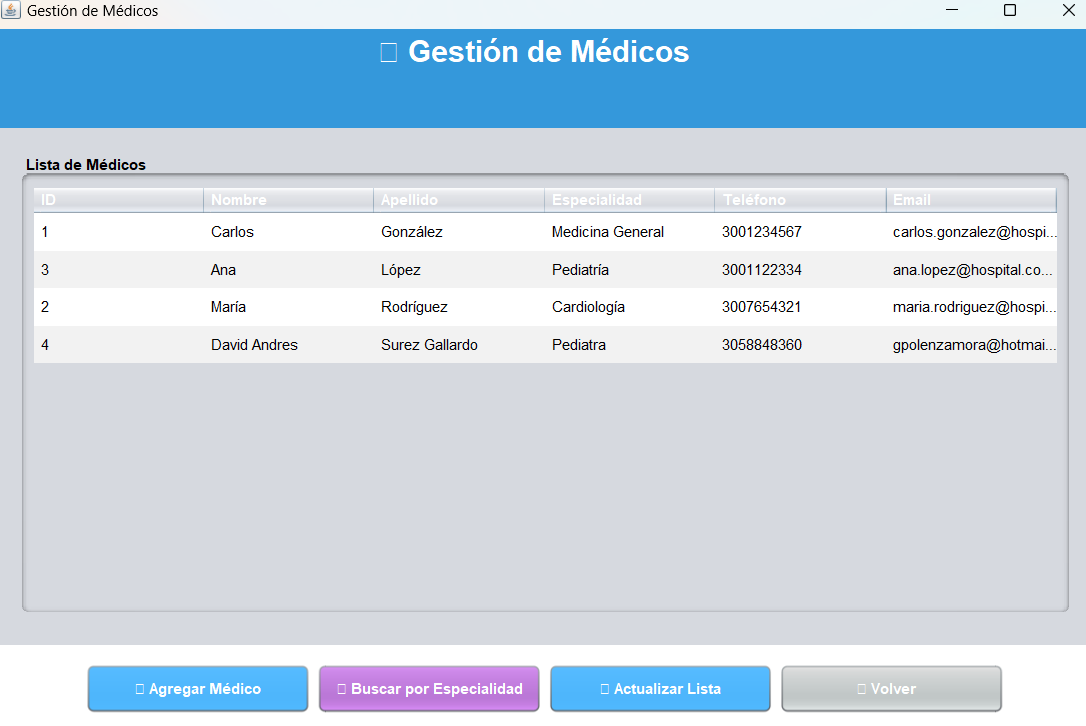 Gestión de Médicos
Gestión de Médicos
Lista de Médicos
ID Nombre Apellido Especialidad Teléfono Email
1 Carlos González Medicina General 3001234567 carlos.gonzalez@hospi...
3 Ana López Pediatría 3001122334 ana.lopez@hospital.co...
2 María Rodríguez Cardiología 3007654321 maria.rodriguez@hospi...
4 David Andres Surez Gallardo Pediatra 3058848360 gpolenzamora@hotmai...
Agregar Médico Buscar por Especialidad Actualizar Lista Volver